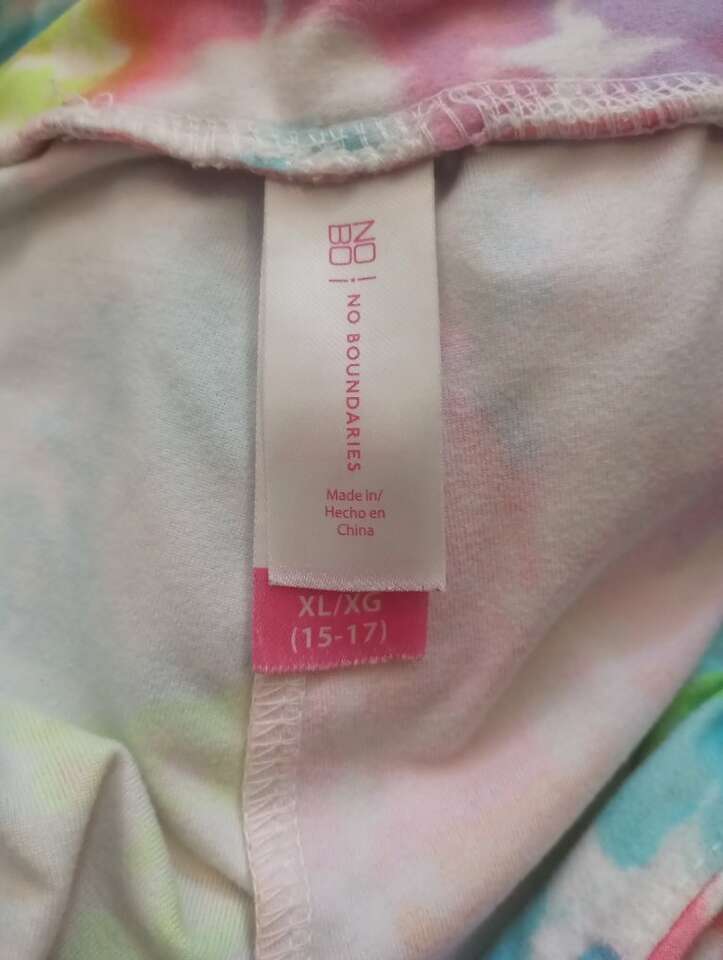 NO!
BO!
NO BOUNDARIES
Made in/
Hecho en
China
XL/XG
(15-17)